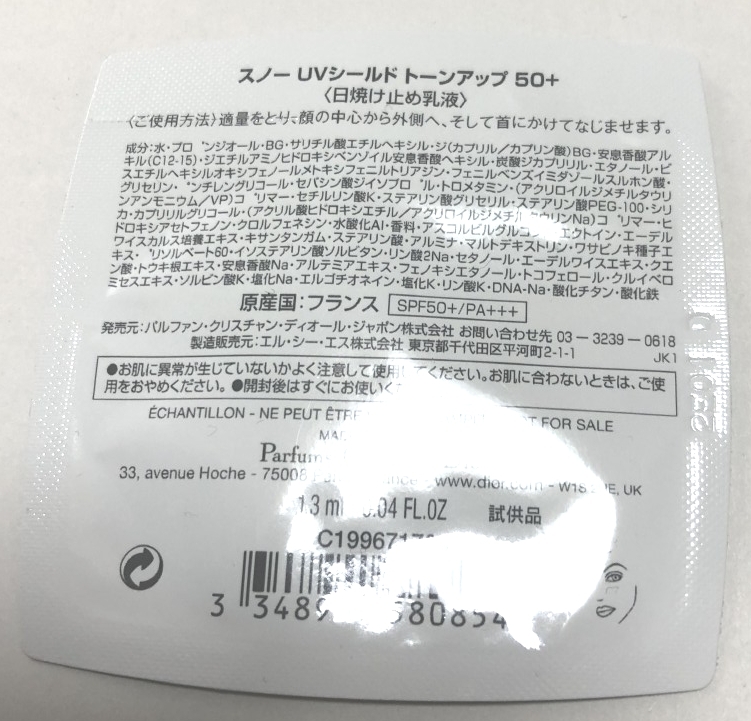 スノー UVシールド トーンアップ 50+
〈日焼け止め乳液〉
〈ご使用方法〉適量をとり、顔の中心から外側へ、そして首にかけてなじませます。
成分:水・プロ ンジオール・BG・サリチル酸エチルヘキシル・ジ(カプリル/カプリン酸)BG・安息香酸アル
キル(C12-15)・ジエチルアミノヒドロキシベンゾイル安息香酸ヘキシル・炭酸ジカプリリル・エタノール・ビ
スエチルヘキシルオキシフェノールメトキシフェニルトリアジン・フェニルベンズイミダゾールスルホン酸・
グリセリン・ ンチレングリコール・セバシン酸ジイソプロ ル・トロメタミン・(アクリロイルジメチルタウリ
ンアンモニウム/VP)コ リマー・セチルリン酸K・ステアリン酸グリセリル・ステアリン酸PEG-100・シリ
カ・カプリリルグリコール・(アクリル酸ヒドロキシエチル/アクリロイルジメチル ウリンNa)コ リマー・ヒ
ドロキシアセトフェノン・クロルフェネシン・水酸化Al・香料・アスコルビルグルコ エクトイン・エーデル
ワイスカルス培養エキス・キサンタンガム・ステアリン酸・アルミナ・マルトデキストリン・ワサビノキ種子エ
キス・ リソルベート60・イソステアリン酸ソルビタン・リン酸2Na・セタノール・エーデルワイスエキス・クエ
ン酸・トウキ根エキス・安息香酸Na・アルテミアエキス・フェノキシエタノール・トコフェロール・クルイベロ
ミセスエキス・ソルビン酸K・塩化Na・エルゴチオネイン・塩化K・リン酸K・DNA-Na・酸化チタン・酸化鉄
原産国:フランス SPF50+/PA+++
発売元:パルファン・クリスチャン・ディオール・ジャポン株式会社 お問い合わせ先 03-3239-0618
製造販売元:エル・シー・エス株式会社 東京都千代田区平河町2-1-1 JK1
●お肌に異常が生じていないかよく注意して使用してください。お肌に合わないときは、ご使
用をおやめください。●開封後はすぐにお使いく
ÉCHANTILLON - NE PEUT ÊTRE FOR SALE
Parfums
33, avenue Hoche - 75008 www.dior.com - W1S UK
1.3 ml 0.04 FL.OZ 試供品
3 3489 580854